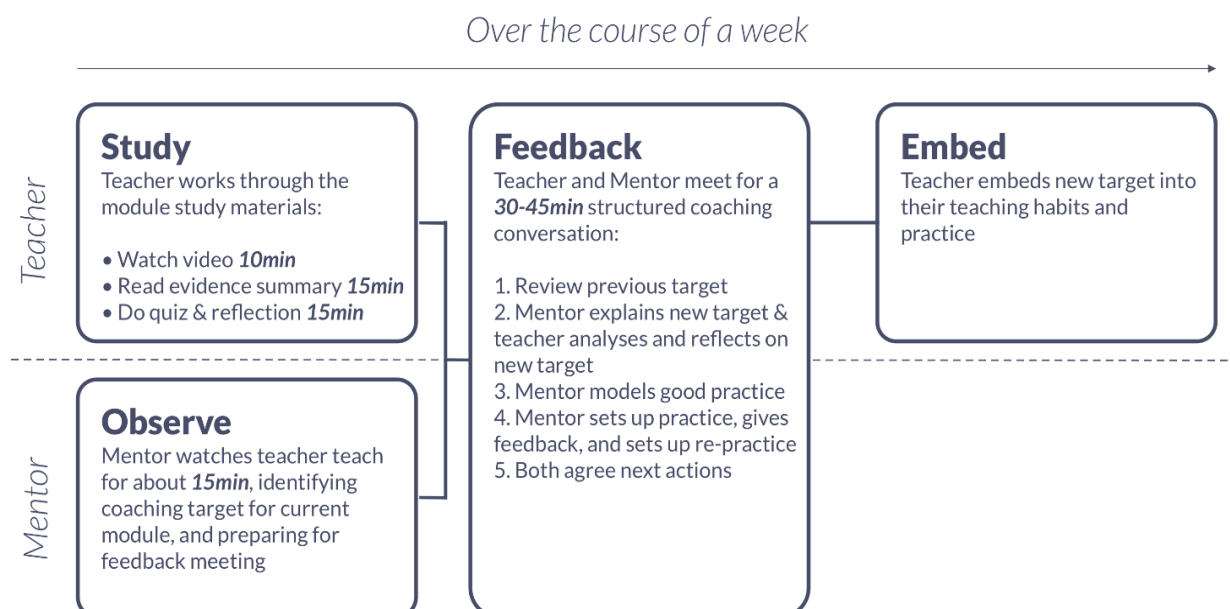 Over the course of a week
Teacher
Study
Teacher works through the
module study materials:
• Watch video 10min
• Read evidence summary 15min
• Do quiz & reflection 15min
Feedback
Teacher and Mentor meet for a
30-45min structured coaching
conversation:
1. Review previous target
2. Mentor explains new target &
teacher analyses and reflects on
new target
3. Mentor models good practice
4. Mentor sets up practice, gives
feedback, and sets up re-practice
5. Both agree next actions
Embed
Teacher embeds new target into
their teaching habits and
practice
Mentor
Observe
Mentor watches teacher teach
for about 15min, identifying
coaching target for current
module, and preparing for
feedback meeting